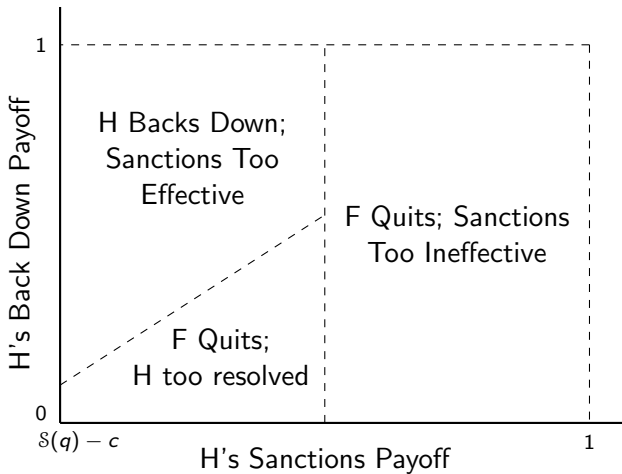 1
H Backs Down;
Sanctions Too
Effective
F Quits; Sanctions
Too Ineffective
F Quits;
H too resolved
H's Back Down Payoff
0
𝒮(q) − c
H's Sanctions Payoff
1